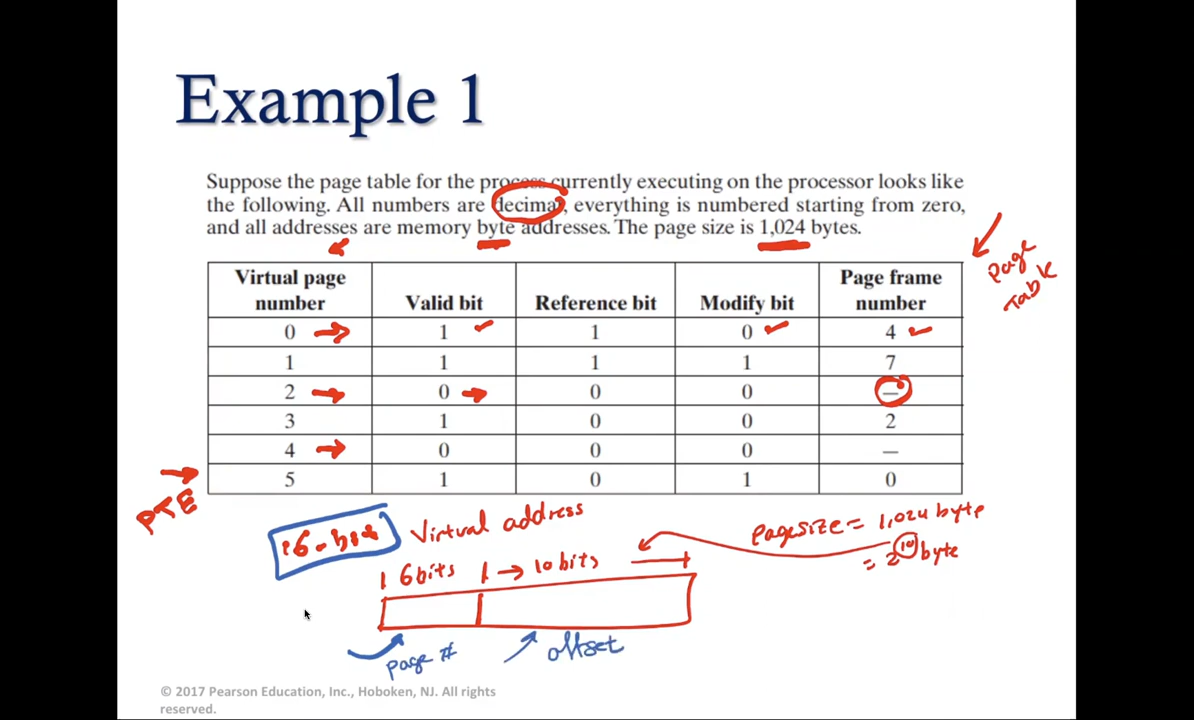 Example 1
Suppose the page table for the process currently executing on the processor looks like
the following. All numbers are decimal, everything is numbered starting from zero,
and all addresses are memory byte addresses. The page size is 1,024 bytes.
Virtual page number Valid bit Reference bit Modify bit Page frame number
0 1 1 0 4
1 1 1 1 7
2 0 0 0 —
3 1 0 0 2
4 0 0 0 —
5 1 0 1 0
Page
Table
PTE
16-bit Virtual address
Pagesize = 1,024 byte
= 2^10 byte
6bits 10 bits
page # offset
© 2017 Pearson Education, Inc., Hoboken, NJ. All rights
reserved.